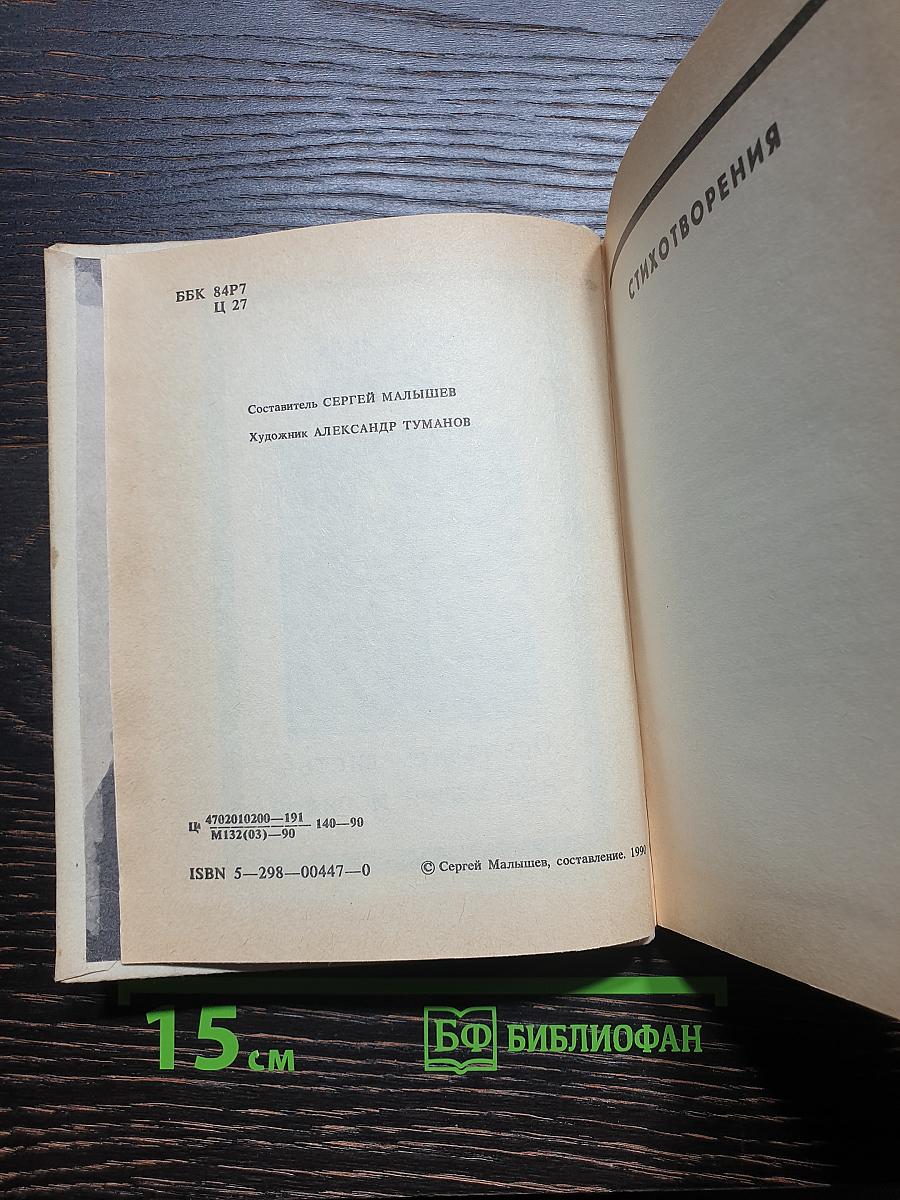 ББК 84Р7
Ц 27
Составитель СЕРГЕЙ МАЛЫШЕВ
Художник АЛЕКСАНДР ТУМАНОВ
4702010200—191
Ц М132(03)—90 140—90
ISBN 5—298—00447—0
© Сергей Малышев, составление. 1990
СТИХОТВОРЕНИЯ
15 см
БФ БИБЛИОФАН